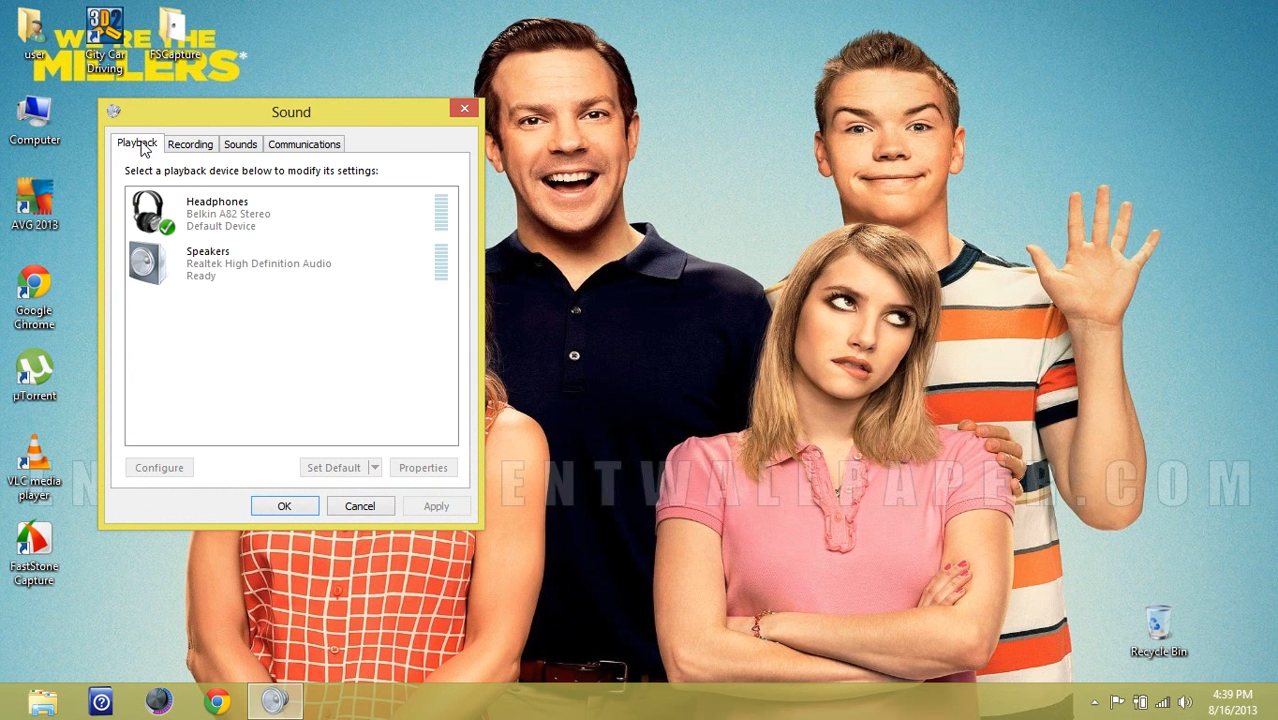 WE'RE THE
MILLERS*
user
City Car
Driving
FSCapture
Computer
AVG 2013
Google
Chrome
µTorrent
VLC media
player
FastStone
Capture
Sound
Playback
Recording
Sounds
Communications
Select a playback device below to modify its settings:
Headphones
Belkin A82 Stereo
Default Device
Speakers
Realtek High Definition Audio
Ready
Configure
Set Default
Properties
OK
Cancel
Apply
ENTWALLPAPER.COM
Recycle Bin
4:39 PM
8/16/2013